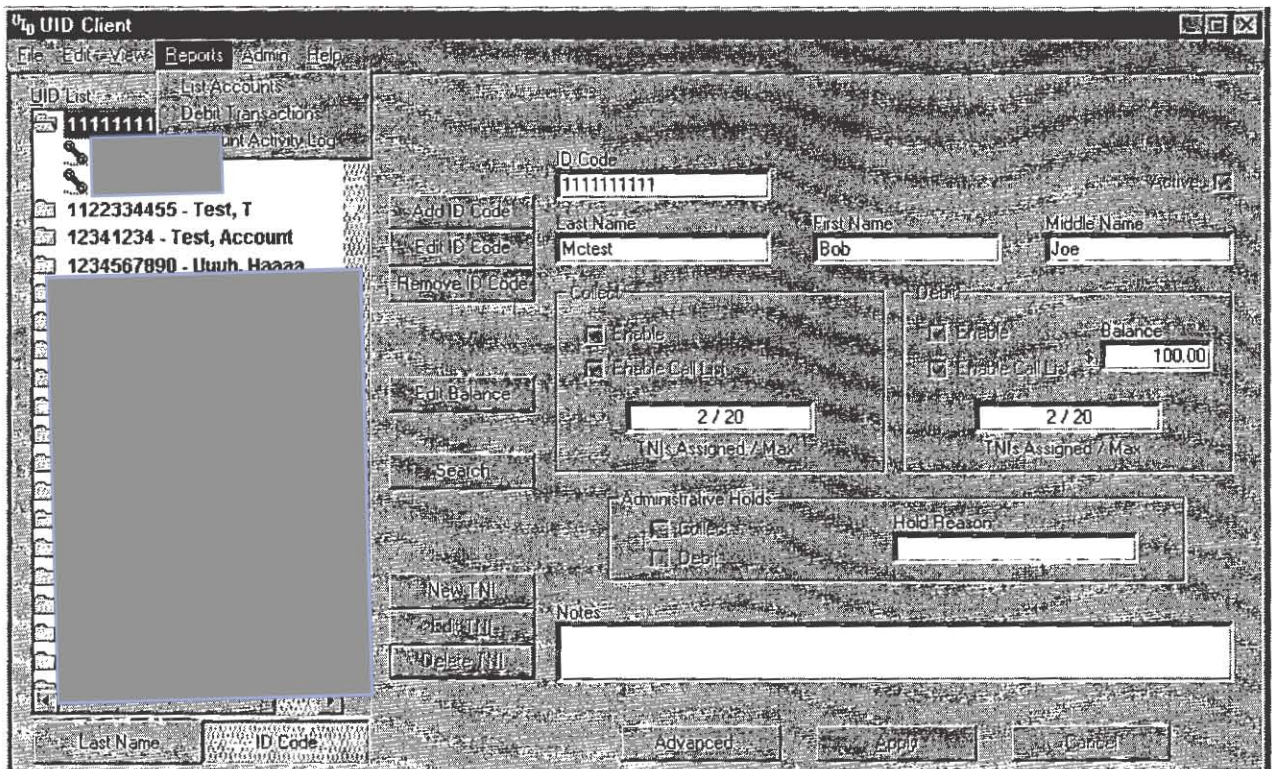 UID UID Client
File Edit View Reports Admin Help
UID List
List Accounts
Debit Transactions
unt Activity Log
11111111
1122334455 - Test, T
12341234 - Test, Account
1234567890 - Uuuh, Haaaa
Last Name
ID Code
Add ID Code
Edit ID Code
Remove ID Code
Edit Balance
Search
New TNI
Edit TNI
Delete TNI
ID Code
1111111111
Active
Last Name
First Name
Middle Name
Mctest
Bob
Joe
Collect
Enable
Enable Call List
2 / 20
TNIs Assigned / Max
Debit
Enable
Balance
Enable Call List
$ 100.00
2 / 20
TNIs Assigned / Max
Administrative Holds
Collect
Debit
Hold Reason
Notes
Advanced
Apply
Cancel